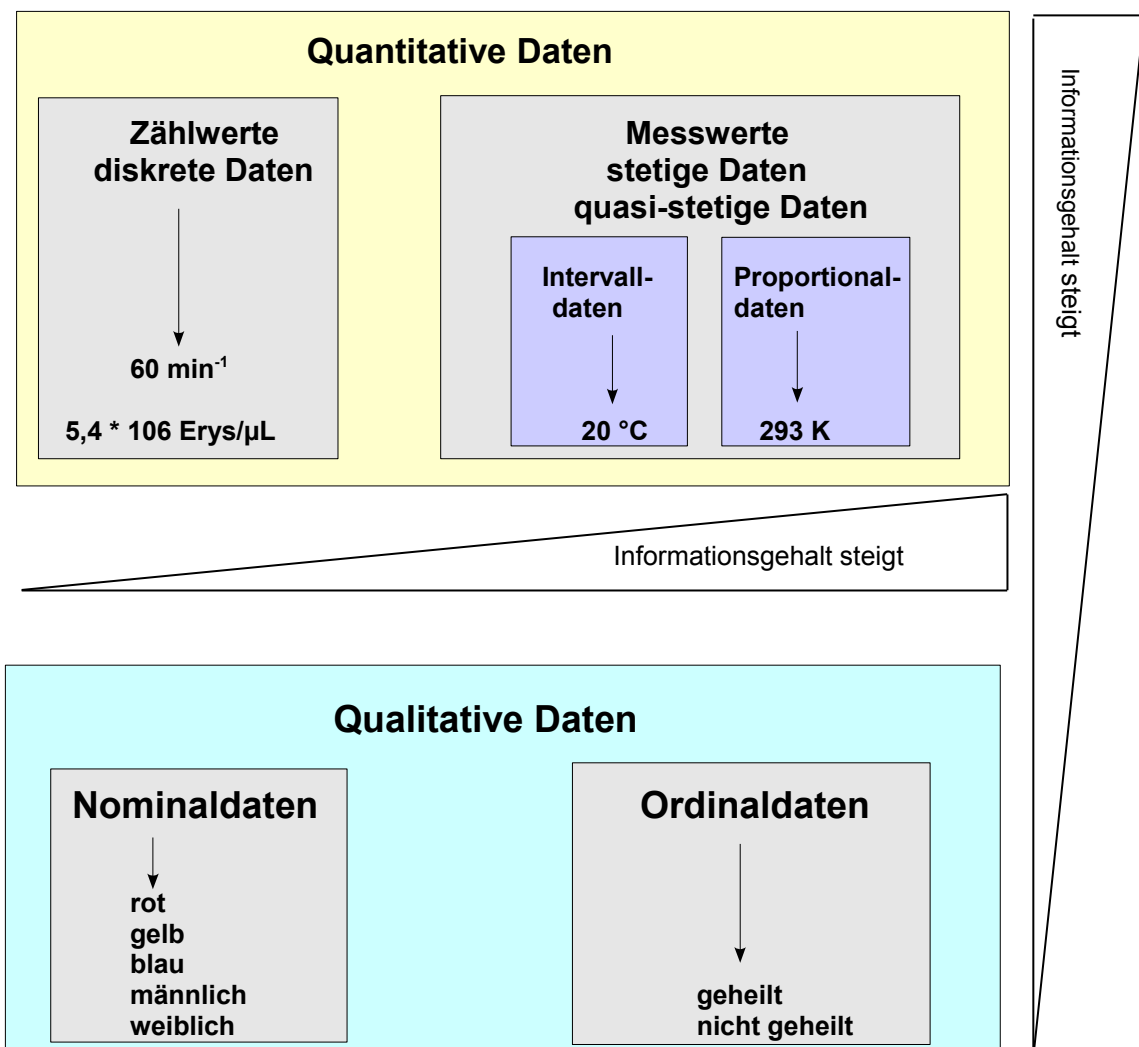 Quantitative Daten
Zählwerte
diskrete Daten
60 min⁻¹
5,4 * 106 Erys/µL
Messwerte
stetige Daten
quasi-stetige Daten
Intervall-
daten
20 °C
Proportional-
daten
293 K
Informationsgehalt steigt
Informationsgehalt steigt
Qualitative Daten
Nominaldaten
rot
gelb
blau
männlich
weiblich
Ordinaldaten
geheilt
nicht geheilt